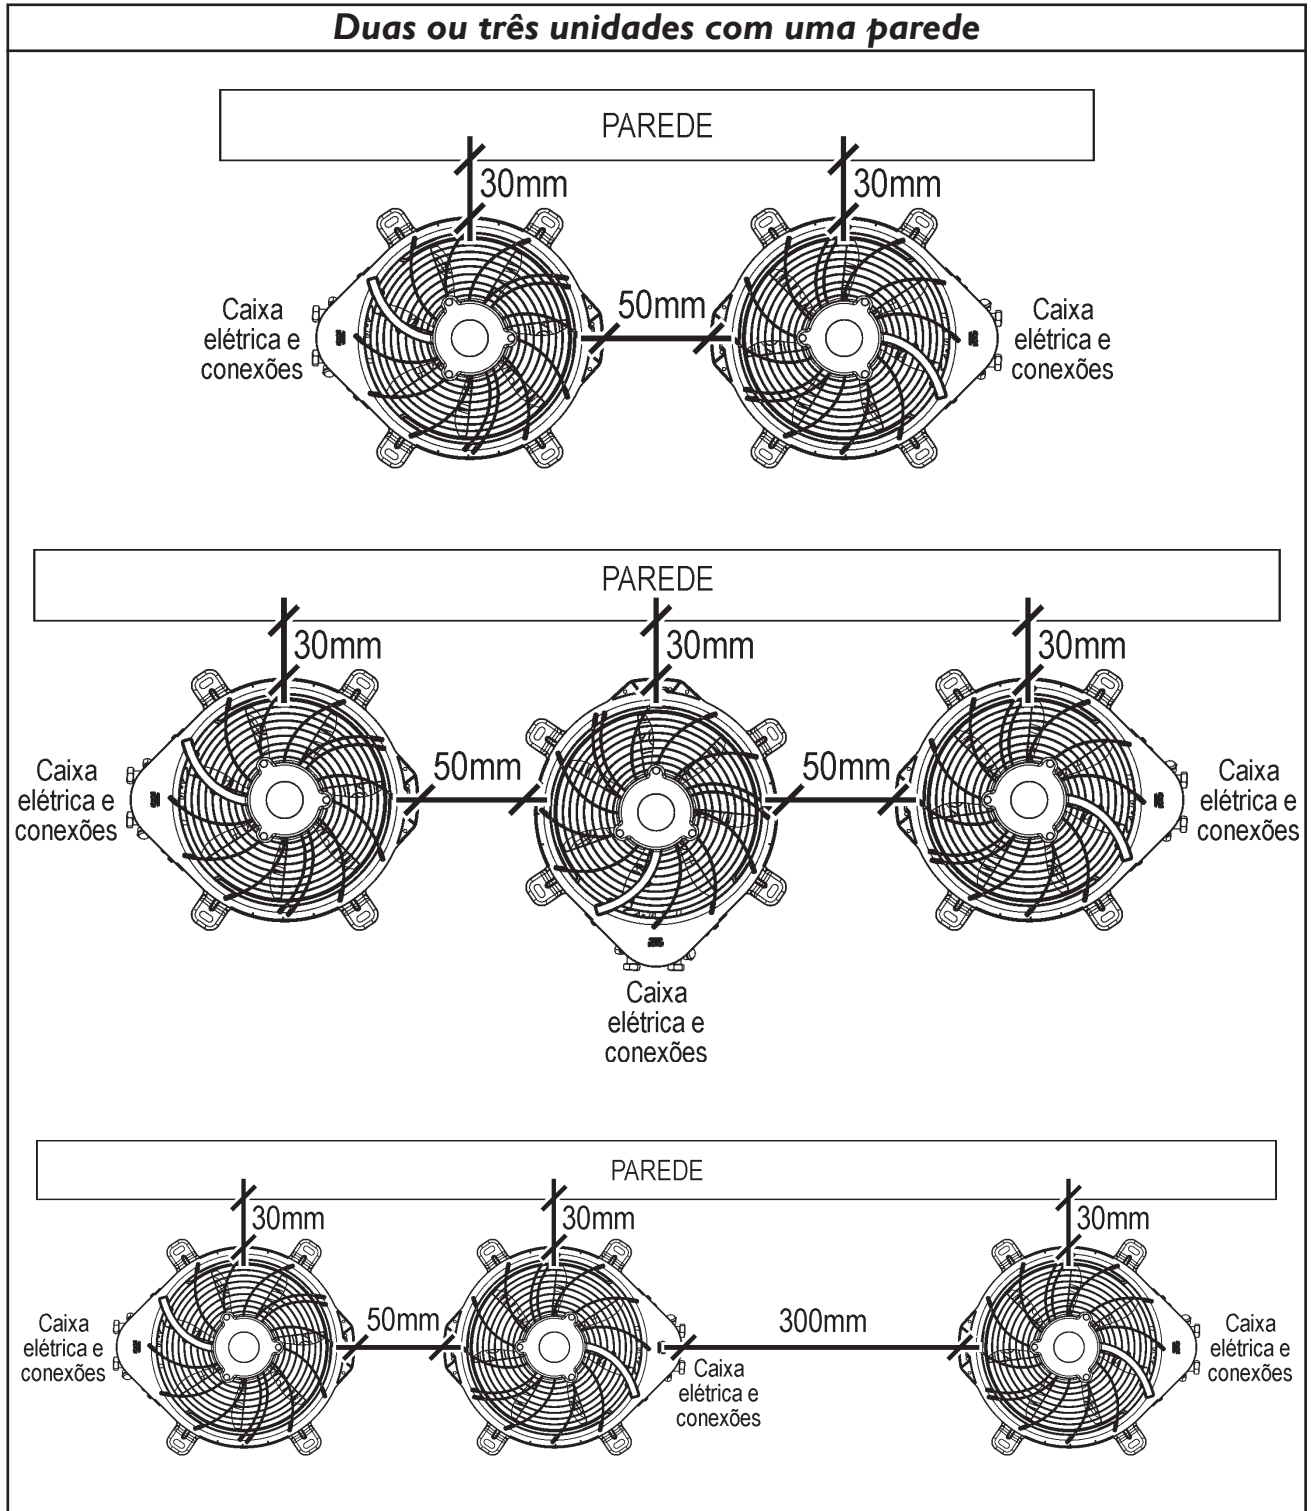 Duas ou três unidades com uma parede
PAREDE
30mm
30mm
50mm
Caixa
elétrica e
conexões
Caixa
elétrica e
conexões
PAREDE
30mm
30mm
30mm
50mm
50mm
Caixa
elétrica e
conexões
Caixa
elétrica e
conexões
Caixa
elétrica e
conexões
PAREDE
30mm
30mm
30mm
50mm
300mm
Caixa
elétrica e
conexões
Caixa
elétrica e
conexões
Caixa
elétrica e
conexões